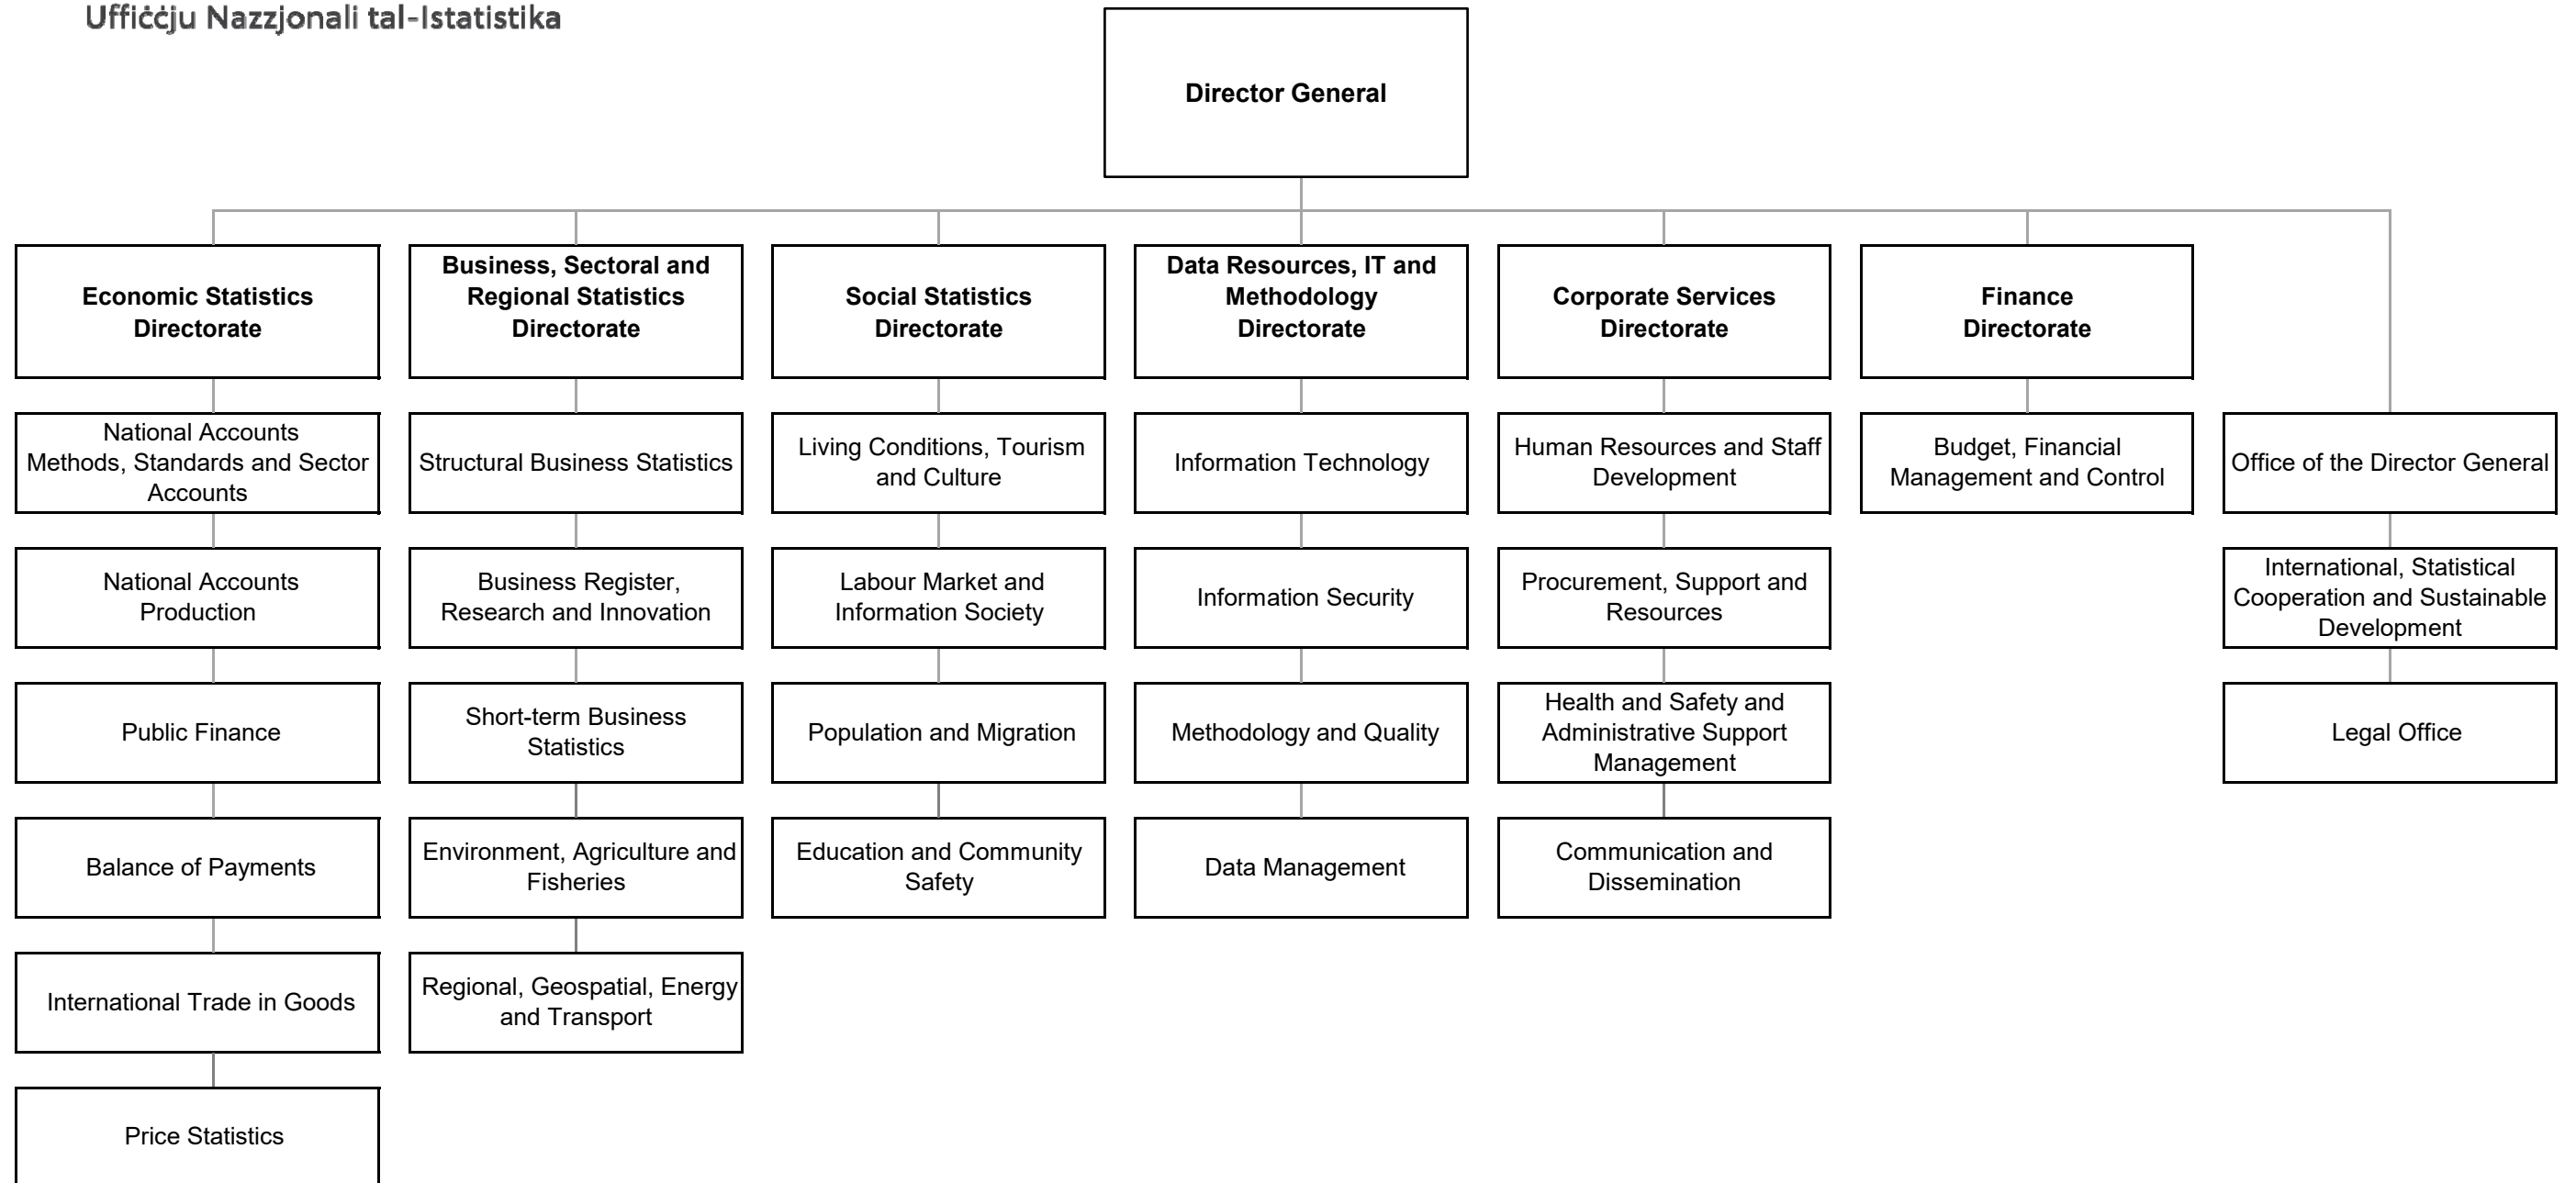 Uffiċċju Nazzjonali tal-Istatistika
Director General
Economic Statistics
Directorate
Business, Sectoral and
Regional Statistics
Directorate
Social Statistics
Directorate
Data Resources, IT and
Methodology
Directorate
Corporate Services
Directorate
Finance
Directorate
National Accounts
Methods, Standards and Sector
Accounts
Structural Business Statistics
Living Conditions, Tourism
and Culture
Information Technology
Human Resources and Staff
Development
Budget, Financial
Management and Control
Office of the Director General
National Accounts
Production
Business Register,
Research and Innovation
Labour Market and
Information Society
Information Security
Procurement, Support and
Resources
International, Statistical
Cooperation and Sustainable
Development
Public Finance
Short-term Business
Statistics
Population and Migration
Methodology and Quality
Health and Safety and
Administrative Support
Management
Legal Office
Balance of Payments
Environment, Agriculture and
Fisheries
Education and Community
Safety
Data Management
Communication and
Dissemination
International Trade in Goods
Regional, Geospatial, Energy
and Transport
Price Statistics